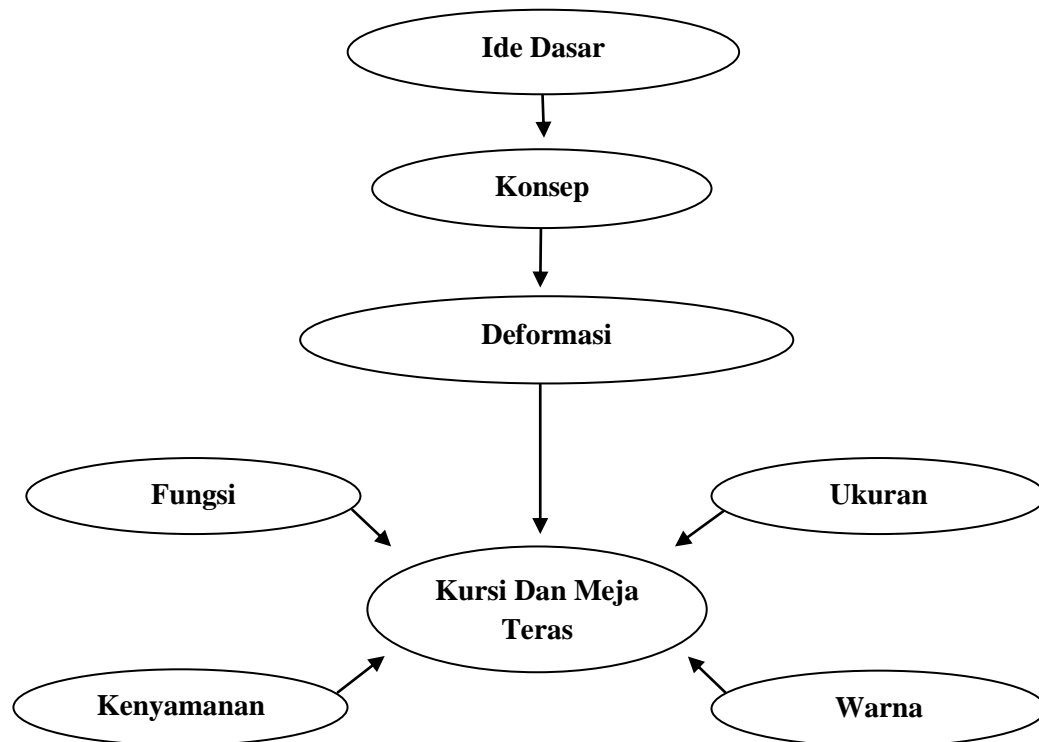 Ide Dasar
Konsep
Deformasi
Fungsi
Ukuran
Kursi Dan Meja
Teras
Kenyamanan
Warna